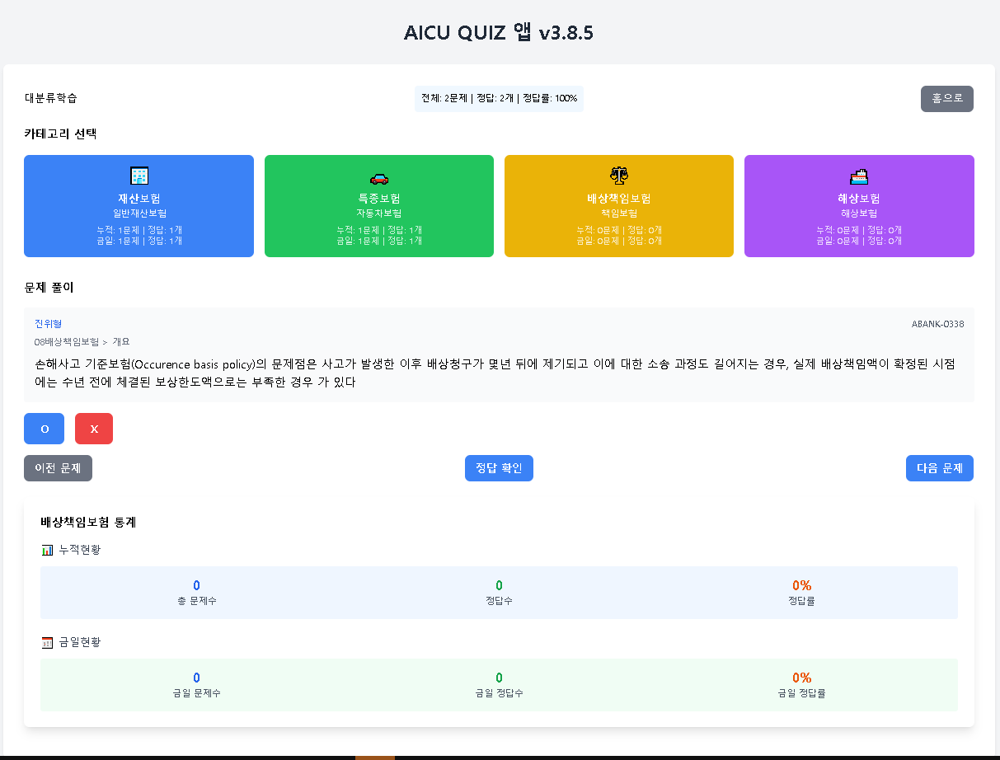 AICU QUIZ 앱 v3.8.5
대분류학습
전체: 2문제 | 정답: 2개 | 정답률: 100%
홈으로
카테고리 선택
재산보험
일반재산보험
누적: 1문제 | 정답: 1개
금일: 1문제 | 정답: 1개
특종보험
자동차보험
누적: 1문제 | 정답: 1개
금일: 1문제 | 정답: 1개
배상책임보험
책임보험
누적: 0문제 | 정답: 0개
금일: 0문제 | 정답: 0개
해상보험
해상보험
누적: 0문제 | 정답: 0개
금일: 0문제 | 정답: 0개
문제 풀이
진위형
ABANK-0338
08배상책임보험 > 개요
손해사고 기준보험(Occurence basis policy)의 문제점은 사고가 발생한 이후 배상청구가 몇년 뒤에 제기되고 이에 대한 소송 과정도 길어지는 경우, 실제 배상책임액이 확정된 시점
에는 수년 전에 체결된 보상한도액으로는 부족한 경우 가 있다
O
X
이전 문제
정답 확인
다음 문제
배상책임보험 통계
누적현황
0
총 문제수
0
정답수
0%
정답률
금일현황
0
금일 문제수
0
금일 정답수
0%
금일 정답률